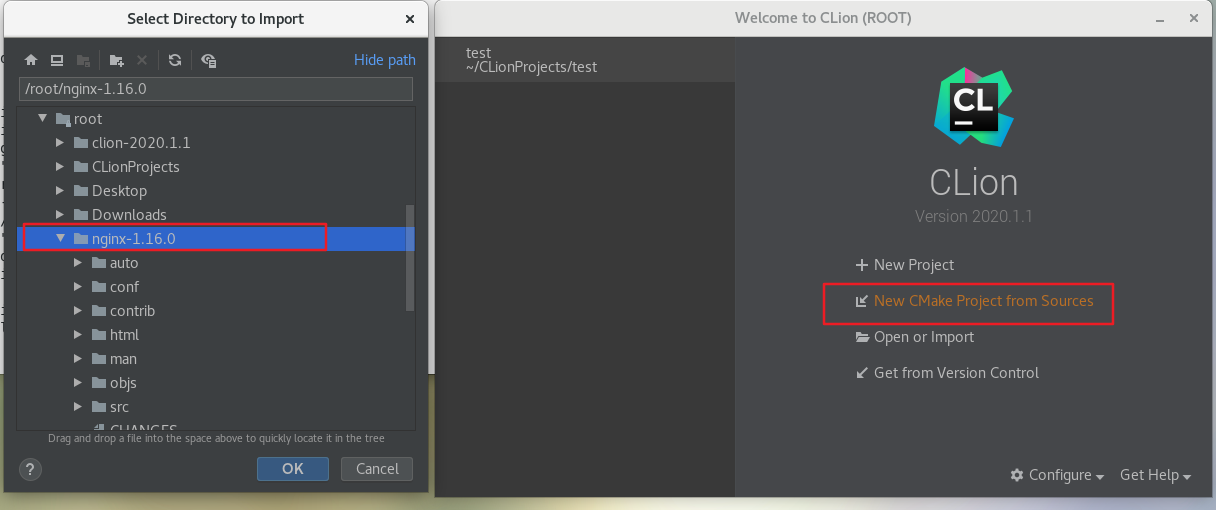 Select Directory to Import
Hide path
/root/nginx-1.16.0
root
clion-2020.1.1
CLionProjects
Desktop
Downloads
nginx-1.16.0
auto
conf
contrib
html
man
objs
src
CHANGES
Drag and drop a file into the space above to quickly locate it in the tree
?
OK
Cancel
Welcome to CLion (ROOT)
test
~/CLionProjects/test
CL
CLion
Version 2020.1.1
New Project
New CMake Project from Sources
Open or Import
Get from Version Control
Configure
Get Help